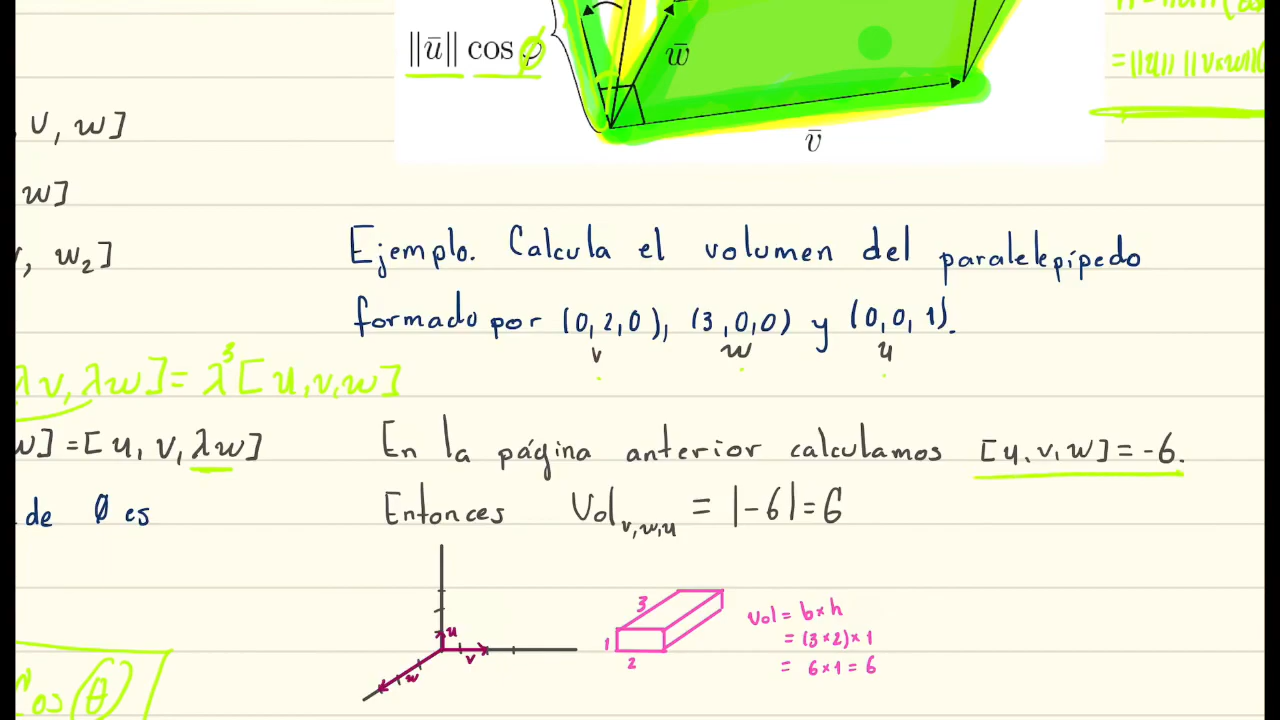 ‖ū‖ cos φ
w̄
v̄
= ‖u‖ ‖v×w‖
, v, w]
w]
, w₂]
Ejemplo. Calcula el volumen del paralelepípedo
formado por (0,2,0), (3,0,0) y (0,0,1).
v w u
λv, λw] = λ³[u,v,w]
w] = [u, v, λw]
En la página anterior calculamos [u,v,w] = -6.
de ∅ es
Entonces Vol v,w,u = |-6| = 6
u
v
w
3
1
2
Vol = b×h
= (3×2)×1
= 6×1 = 6
cos(θ)